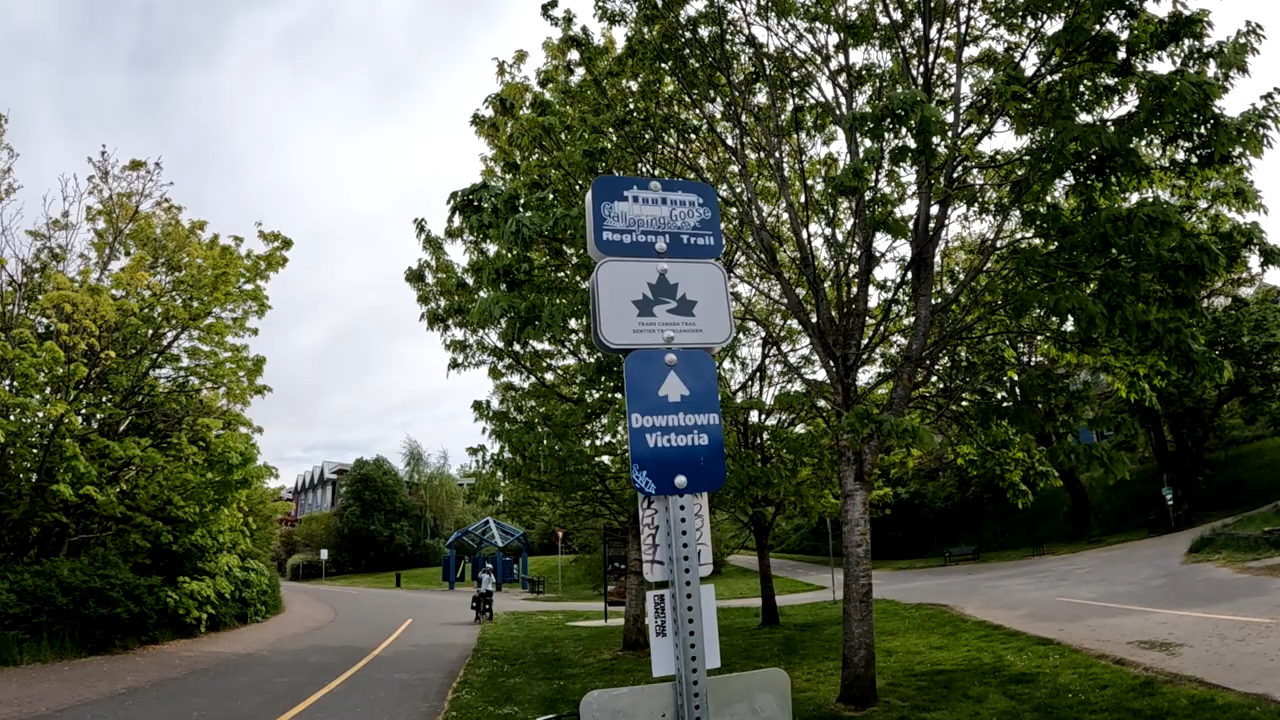 Galloping Goose
Regional Trail
TRANS CANADA TRAIL
SENTIER TRANSCANADIEN
Downtown
Victoria